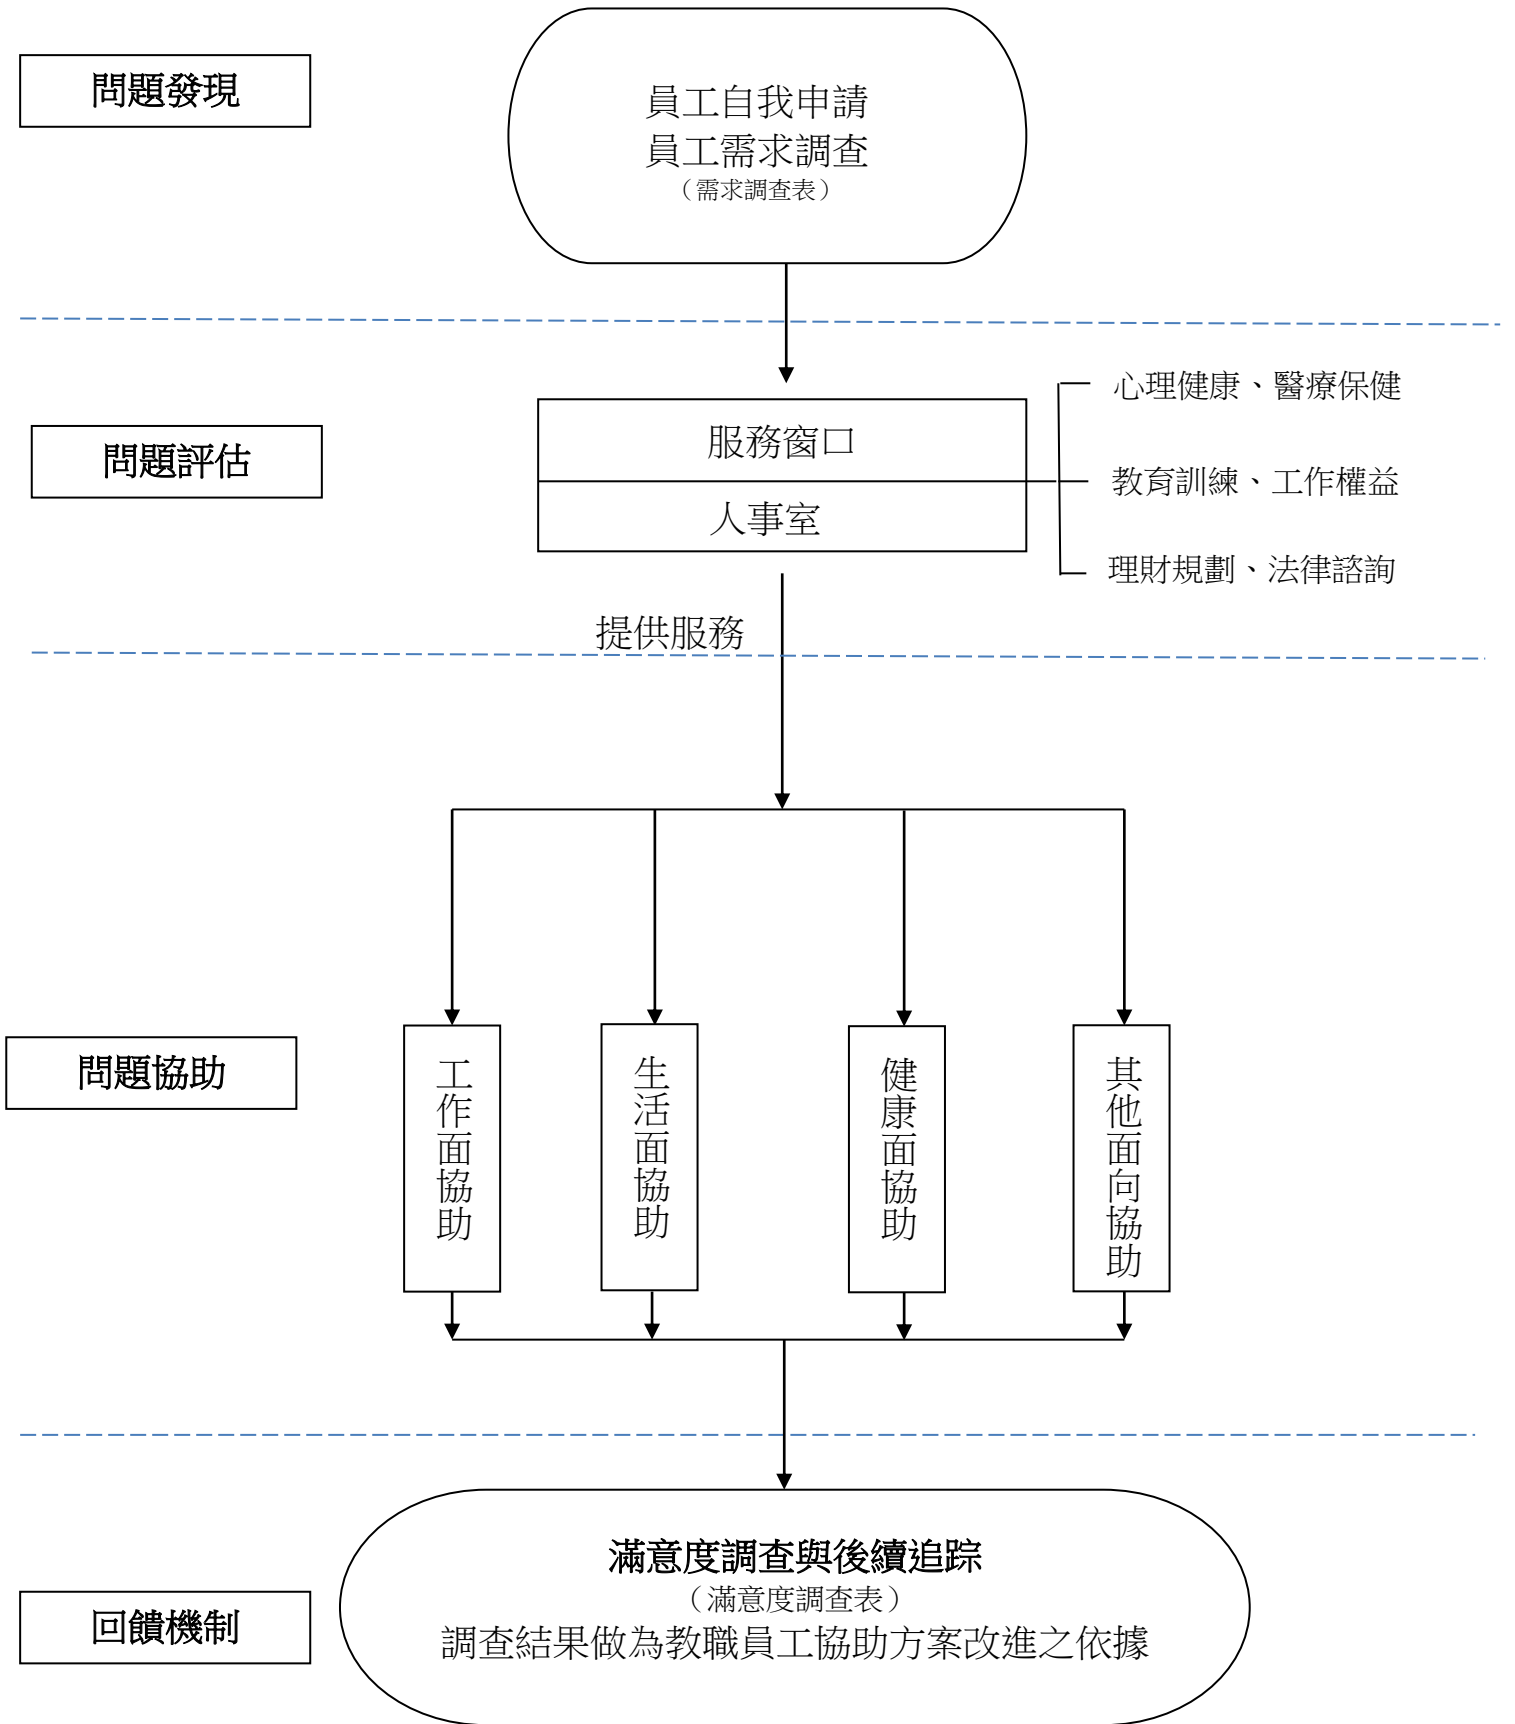 問題發現
員工自我申請
員工需求調查
（需求調查表）
心理健康、醫療保健
服務窗口
問題評估
教育訓練、工作權益
人事室
理財規劃、法律諮詢
提供服務
問題協助
工作面協助
生活面協助
健康面協助
其他面向協助
滿意度調查與後續追踪
（滿意度調查表）
回饋機制
調查結果做為教職員工協助方案改進之依據